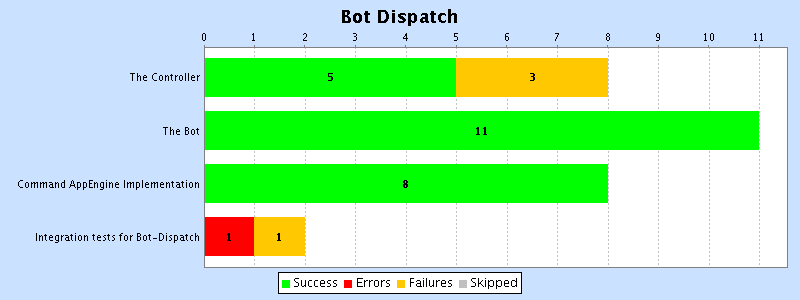 Bot Dispatch
0 1 2 3 4 5 6 7 8 9 10 11
The Controller 5 3
The Bot 11
Command AppEngine Implementation 8
Integration tests for Bot-Dispatch 1 1
Success Errors Failures Skipped